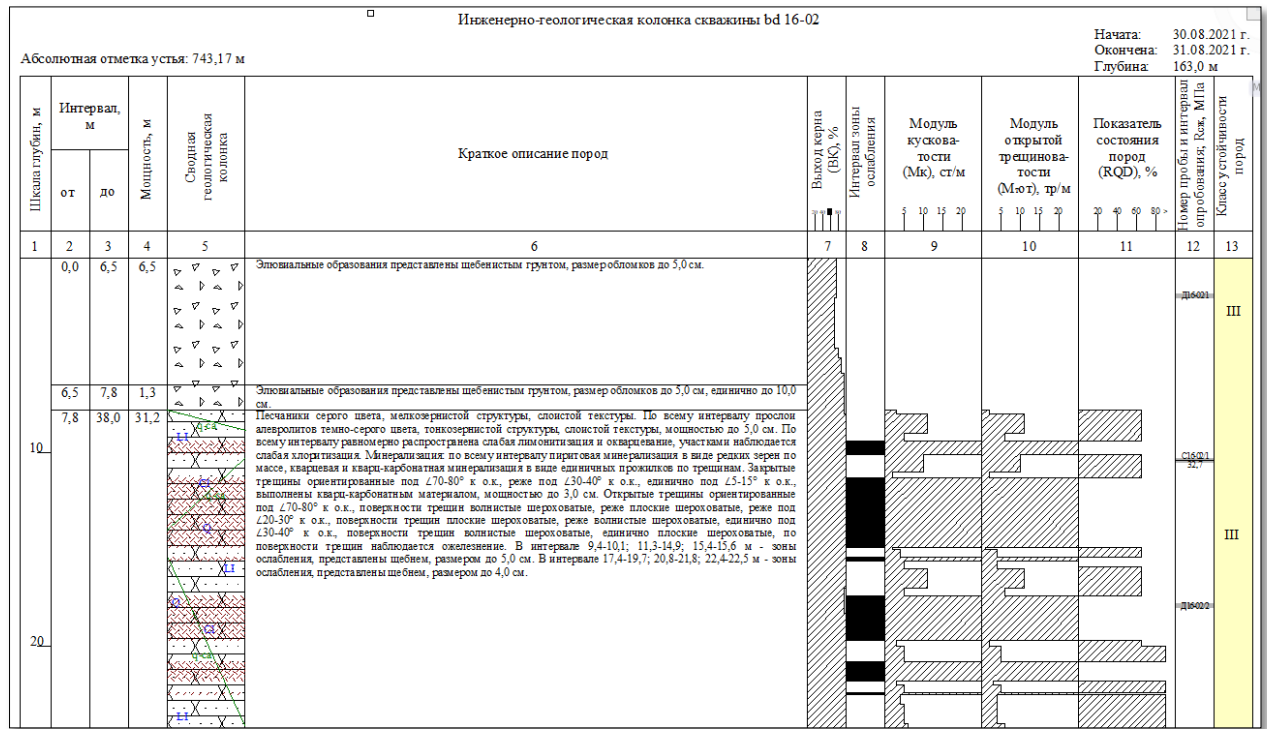 Инженерно-геологическая колонка скважины bd 16-02
Начата: 30.08.2021 г.
Окончена: 31.08.2021 г.
Глубина: 163,0 м
Абсолютная отметка устья: 743,17 м
Шкала глубин, м
Интервал, м
от
до
Мощность, м
Сводная геологическая колонка
Краткое описание пород
Выход керна (ВК), %
Интервал зоны ослабления
Модуль кускова-
тости
(Мк), ст/м
5 10 15 20
Модуль открытой
трещинова-
тости
(Мтот), тр/м
5 10 15 20
Показатель
состояния
пород
(RQD), %
20 40 60 80 >
Номер пробы и интервал опробования; Rсж, МПа
Класс устойчивости пород
1 2 3 4 5 6 7 8 9 10 11 12 13
0,0 6,5 6,5
Элювиальные образования представлены щебенистым грунтом, размер обломков до 5,0 см.
III
6,5 7,8 1,3
Элювиальные образования представлены щебенистым грунтом, размер обломков до 5,0 см, единично до 10,0
см.
7,8 38,0 31,2
Песчаники серого цвета, мелкозернистой структуры, слоистой текстуры. По всему интервалу прослои
алевролитов темно-серого цвета, тонкозернистой структуры, слоистой текстуры, мощностью до 5,0 см. По
всему интервалу равномерно распространена слабая лимонитизация и окварцевание, участками наблюдается
слабая хлоритизация. Минерализация: по всему интервалу пиритовая минерализация в виде редких зерен по
массе, кварцевая и кварц-карбонатная минерализация в виде единичных прожилков по трещинам. Закрытые
трещины ориентированные под ∠70-80° к о.к., реже под ∠30-40° к о.к., единично под ∠5-15° к о.к.,
выполнены кварц-карбонатным материалом, мощностью до 3,0 см. Открытые трещины ориентированные
под ∠70-80° к о.к., поверхности трещин волнистые шероховатые, реже плоские шероховатые, реже под
∠20-30° к о.к., поверхности трещин плоские шероховатые, реже волнистые шероховатые, единично под
∠30-40° к о.к., поверхности трещин волнистые шероховатые, единично плоские шероховатые, по
поверхности трещин наблюдается ожелезнение. В интервале 9,4-10,1; 11,3-14,9; 15,4-15,6 м - зоны
ослабления, представлены щебнем, размером до 5,0 см. В интервале 17,4-19,7; 20,8-21,8; 22,4-22,5 м - зоны
ослабления, представлены щебнем, размером до 4,0 см.
q-ca
LI
10
32,7
Q
III
LI
Q
20
q-ca
LI